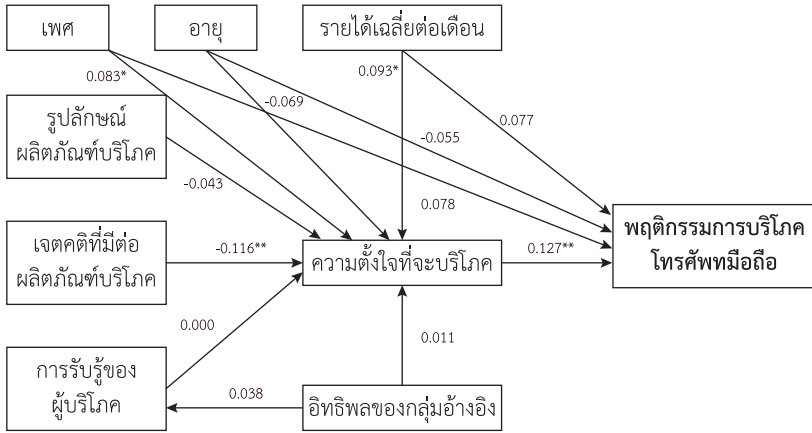 เพศ
อายุ
รายได้เฉลี่ยต่อเดือน
0.083*
-0.069
0.093*
0.077
รูปลักษณ์
ผลิตภัณฑ์บริโภค
-0.055
-0.043
0.078
เจตคติที่มีต่อ
ผลิตภัณฑ์บริโภค
-0.116**
ความตั้งใจที่จะบริโภค
0.127**
พฤติกรรมการบริโภค
โทรศัพทมือถือ
0.000
0.011
การรับรู้ของ
ผู้บริโภค
0.038
อิทธิพลของกลุ่มอ้างอิง